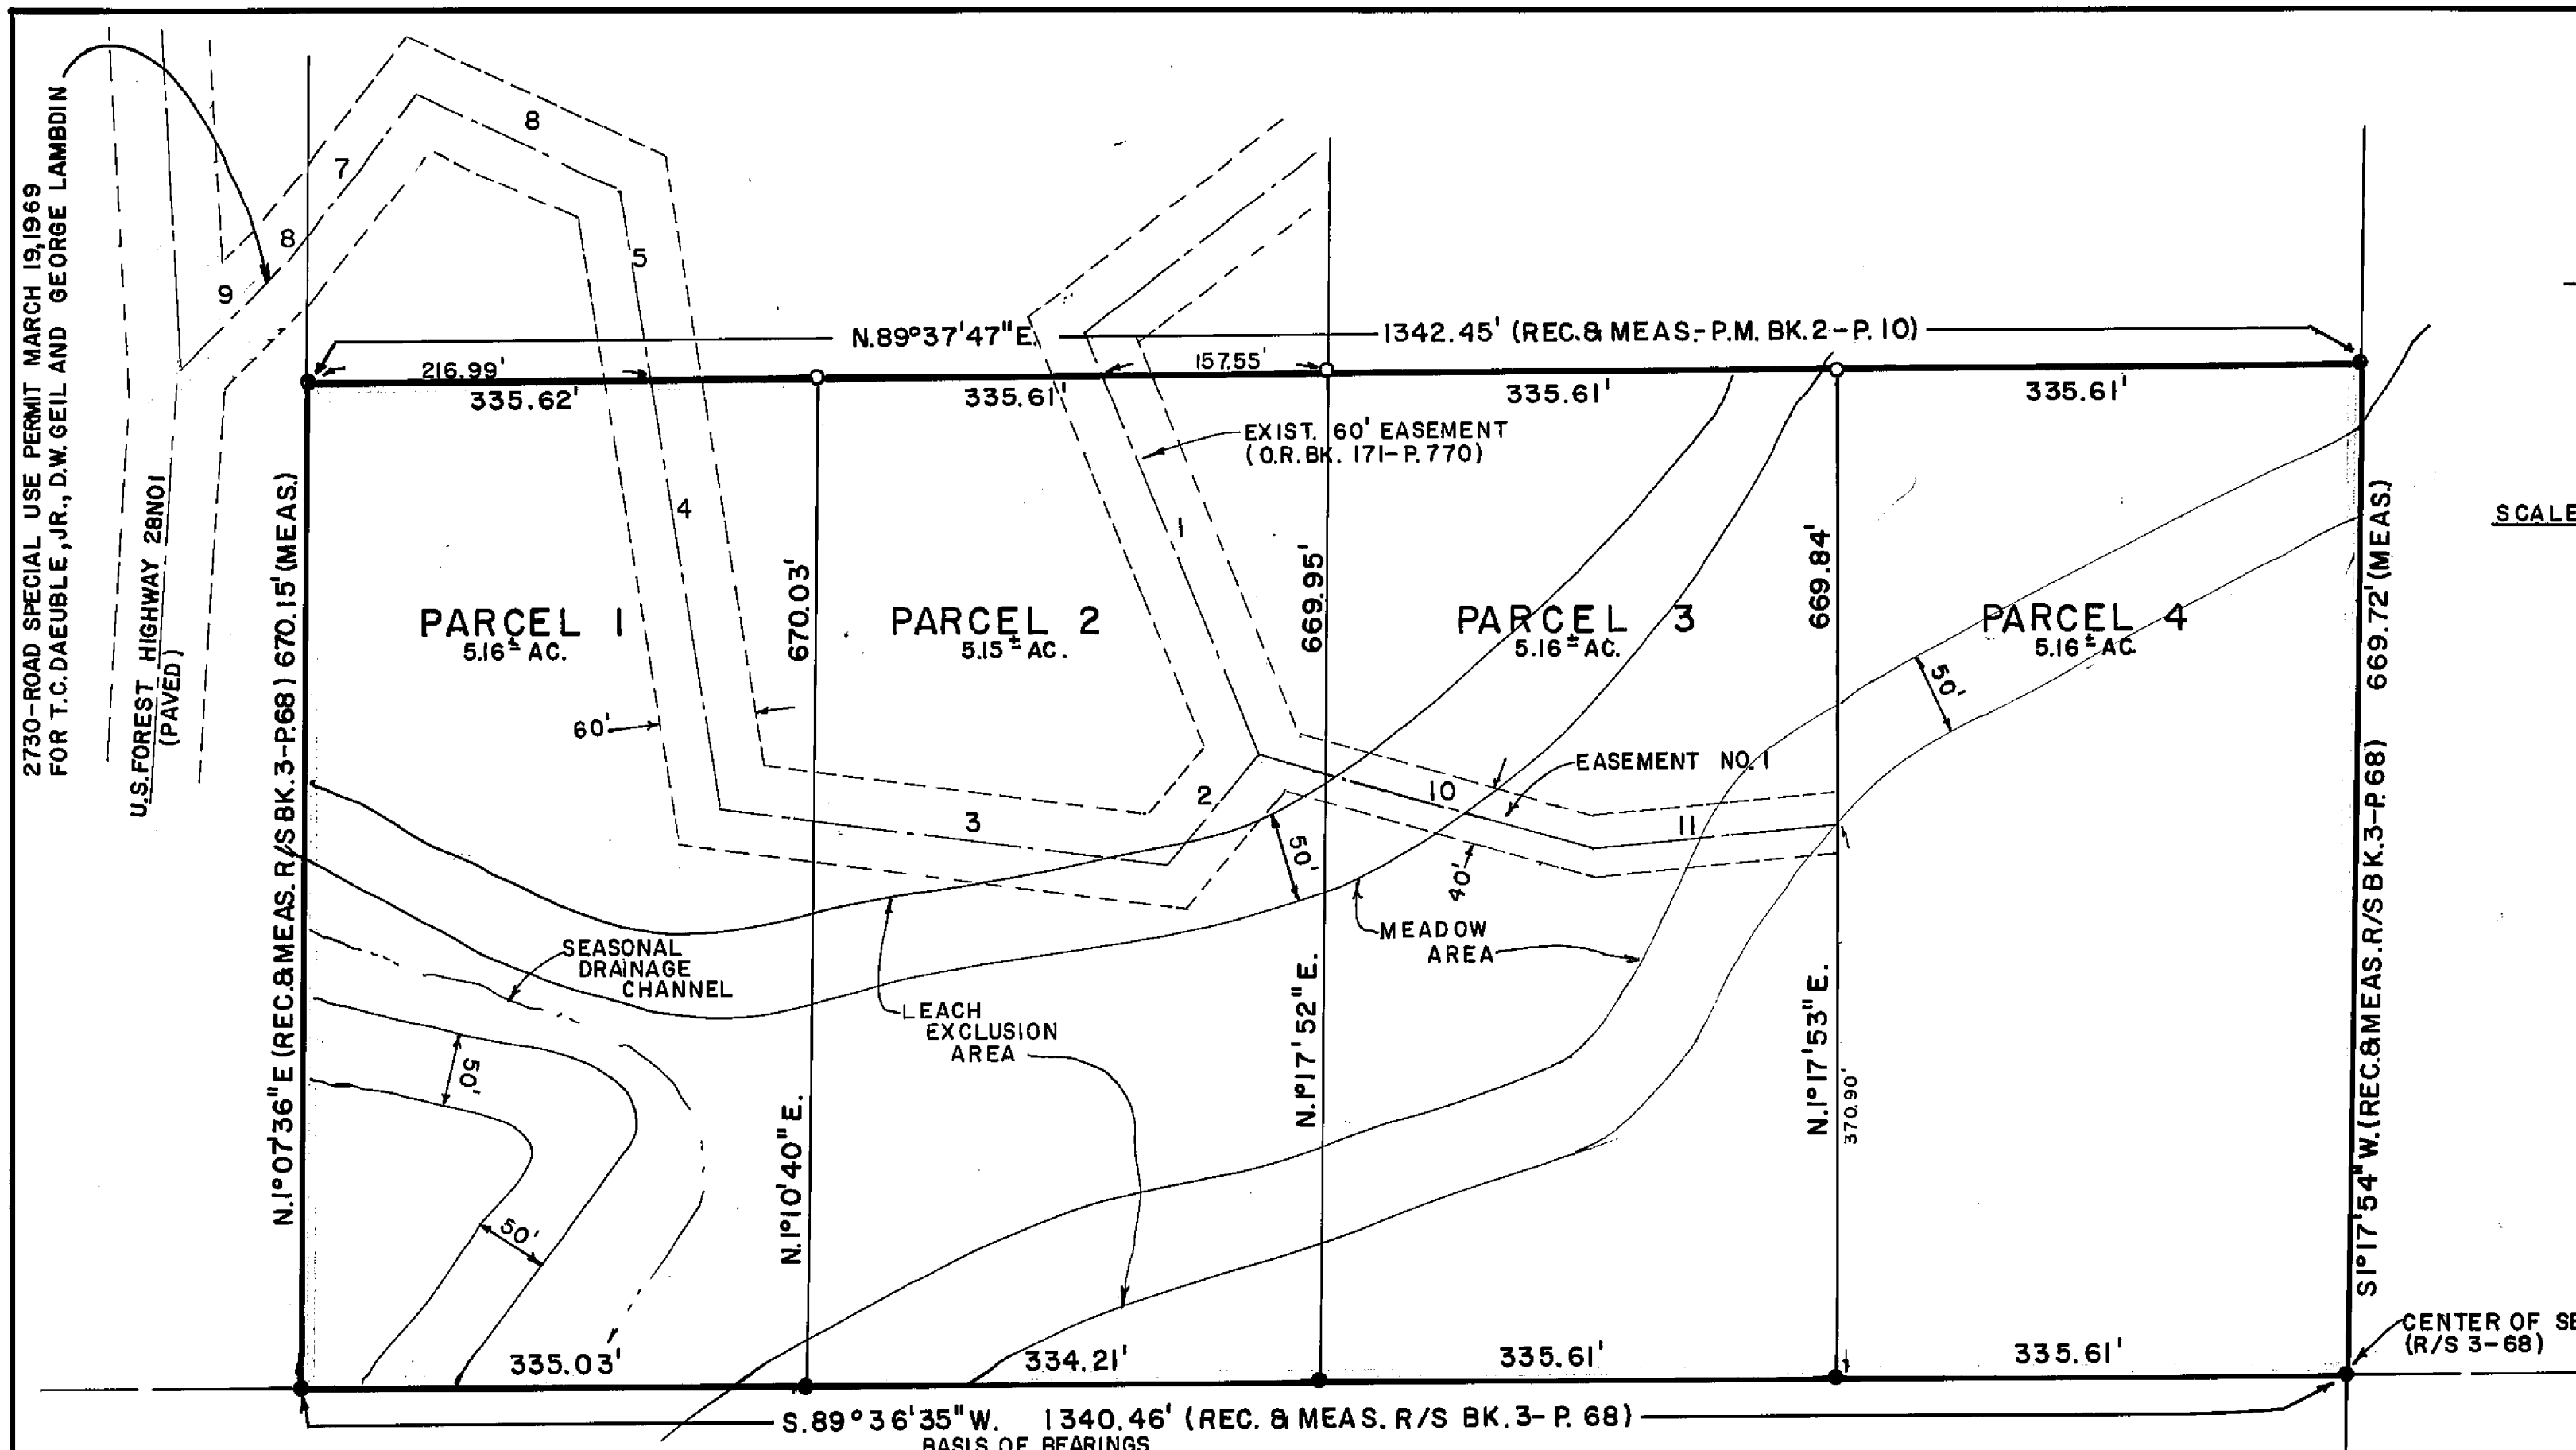 2730-ROAD SPECIAL USE PERMIT MARCH 19,1969
FOR T.C. DAEUBLE, JR., D.W. GEIL AND GEORGE LAMBDIN
U.S. FOREST HIGHWAY 28N01
(PAVED)
7
8
8
9
5
4
3
2
1
10
11
N.89°37'47"E.
1342.45' (REC. & MEAS.- P.M. BK. 2 - P. 10)
216.99'
157.55'
335.62'
335.61'
335.61'
335.61'
EXIST. 60' EASEMENT
(O.R. BK. 171-P. 770)
SCALE
N.1°07'36"E (REC.& MEAS. R/S BK. 3-P.68) 670.15' (MEAS.)
PARCEL 1
5.16± AC.
670.03'
N.1°10'40"E.
PARCEL 2
5.15± AC.
669.95'
N.1°17'52"E.
PARCEL 3
5.16± AC.
669.84'
N.1°17'53"E.
370.90'
PARCEL 4
5.16± AC.
S1°17'54"W. (REC.& MEAS. R/S BK. 3-P. 68) 669.72' (MEAS.)
60'
50'
EASEMENT NO. 1
50'
40'
MEADOW
AREA
SEASONAL
DRAINAGE
CHANNEL
LEACH
EXCLUSION
AREA
50'
50'
335.03'
334.21'
335.61'
335.61'
CENTER OF SE
(R/S 3-68)
S.89°36'35"W. 1340.46' (REC. & MEAS. R/S BK. 3- P. 68)
BASIS OF BEARINGS